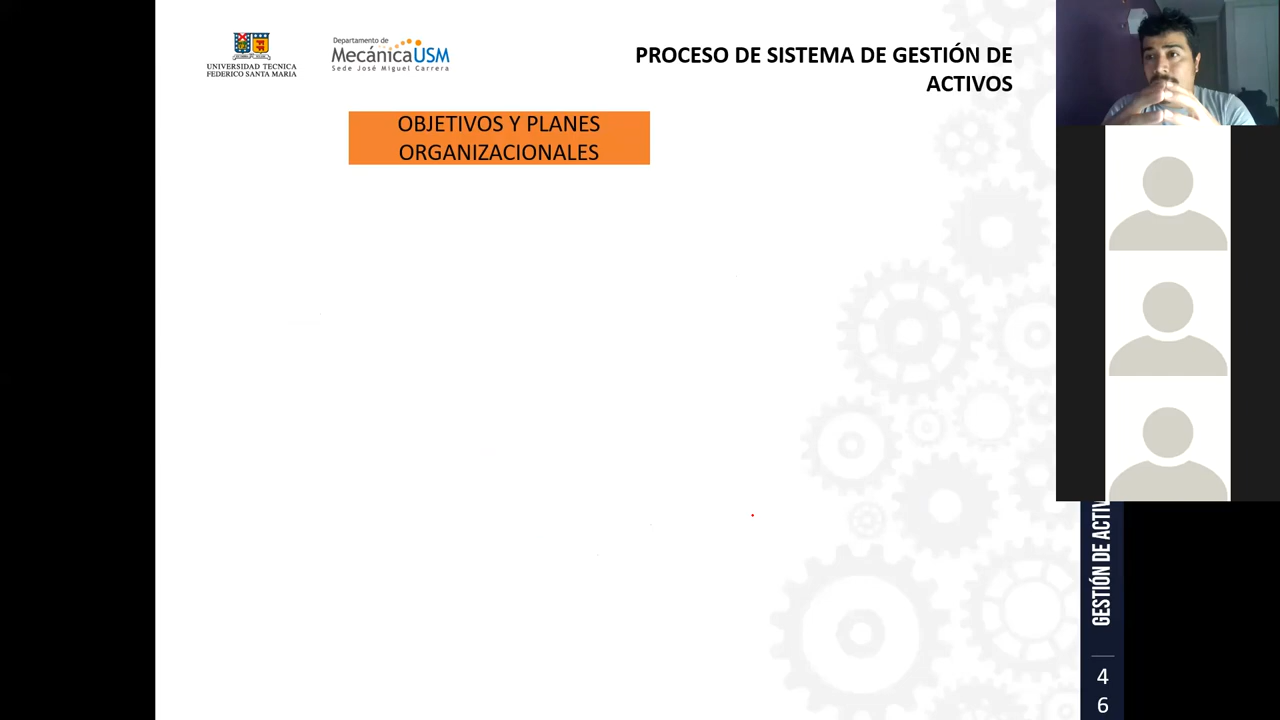 UNIVERSIDAD TECNICA
FEDERICO SANTA MARIA
Departamento de
MecánicaUSM
Sede José Miguel Carrera
PROCESO DE SISTEMA DE GESTIÓN DE
ACTIVOS
OBJETIVOS Y PLANES
ORGANIZACIONALES
GESTIÓN DE ACTIV
4
6